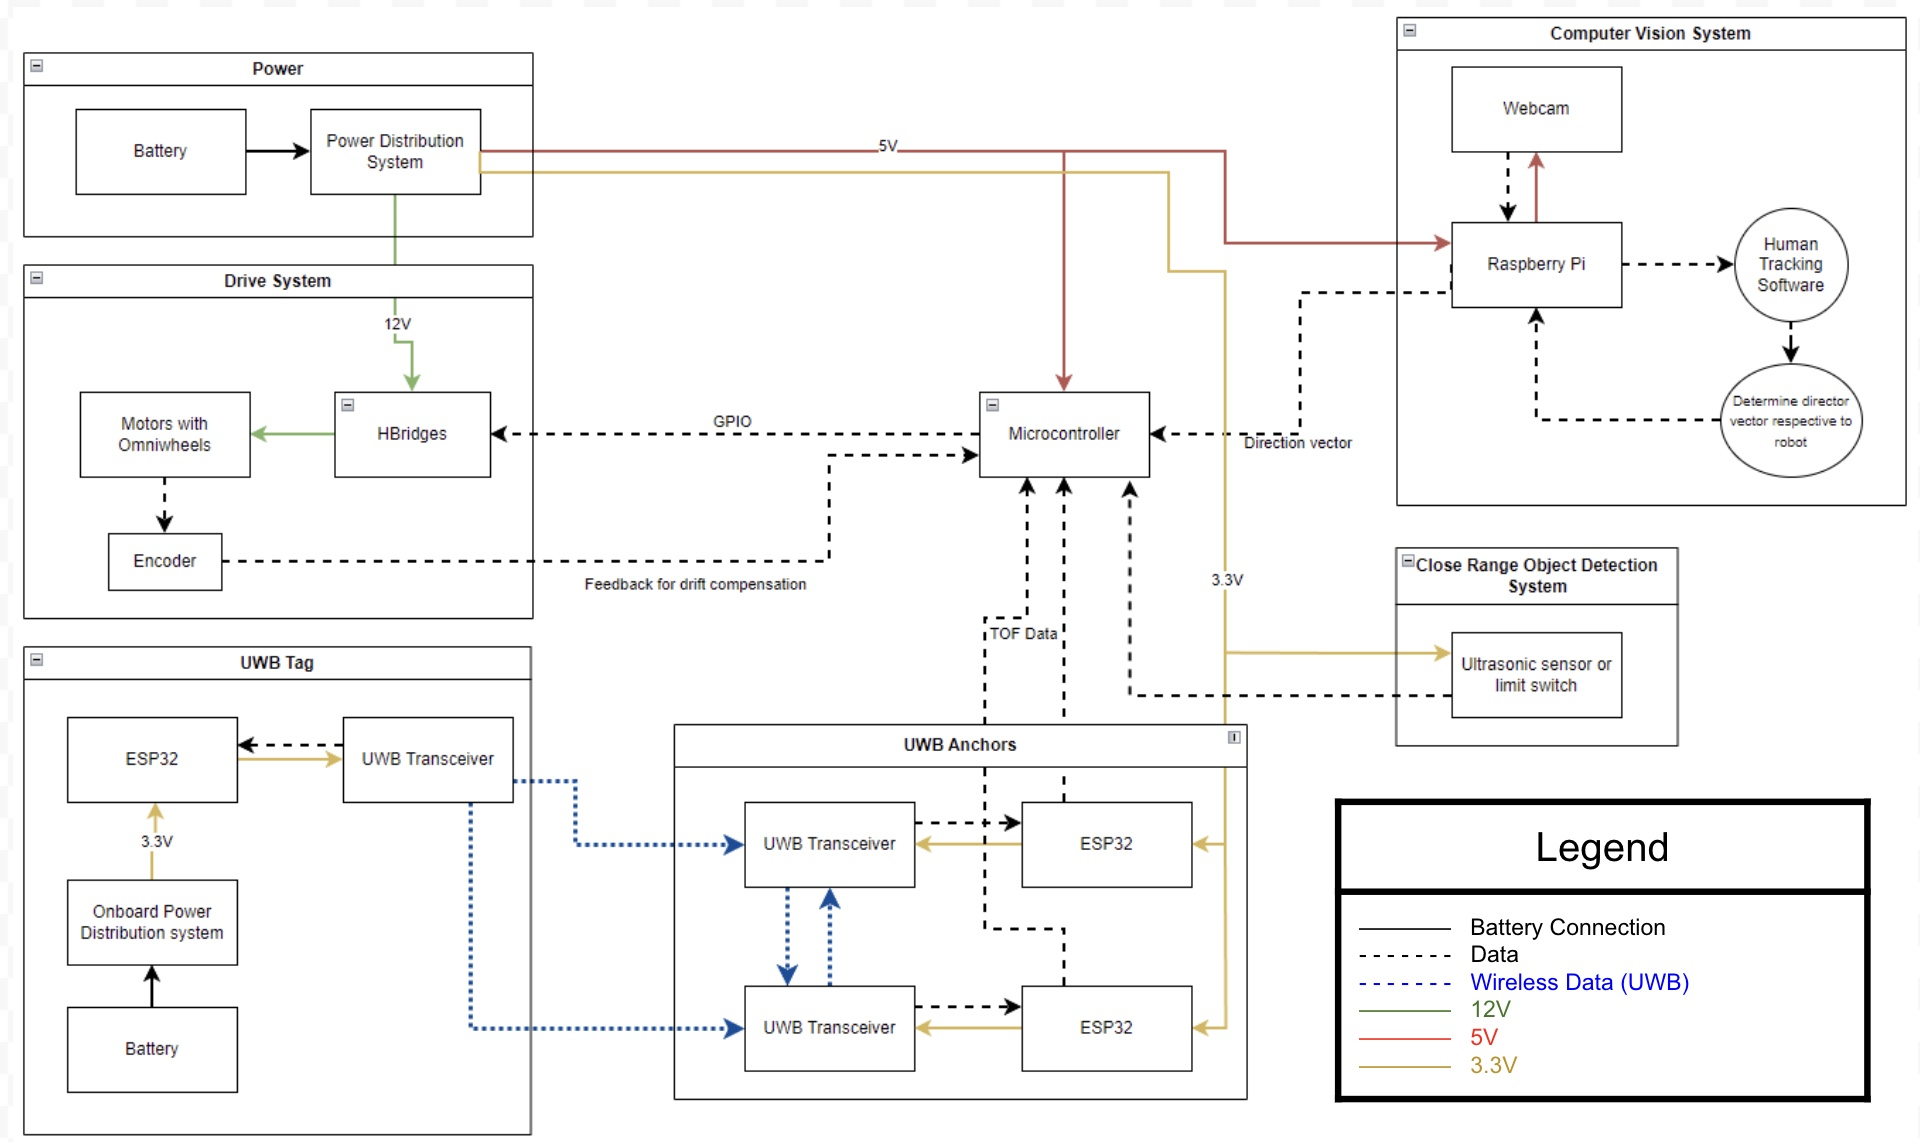 Power
Battery
Power Distribution
System
5V
Computer Vision System
Webcam
Raspberry Pi
Human
Tracking
Software
Determine director
vector respective to
robot
Drive System
12V
Motors with
Omniwheels
HBridges
Encoder
GPIO
Microcontroller
Direction vector
Feedback for drift compensation
3.3V
TOF Data
Close Range Object Detection
System
Ultrasonic sensor or
limit switch
UWB Tag
ESP32
UWB Transceiver
3.3V
Onboard Power
Distribution system
Battery
UWB Anchors
UWB Transceiver
ESP32
UWB Transceiver
ESP32
Legend
Battery Connection
Data
Wireless Data (UWB)
12V
5V
3.3V